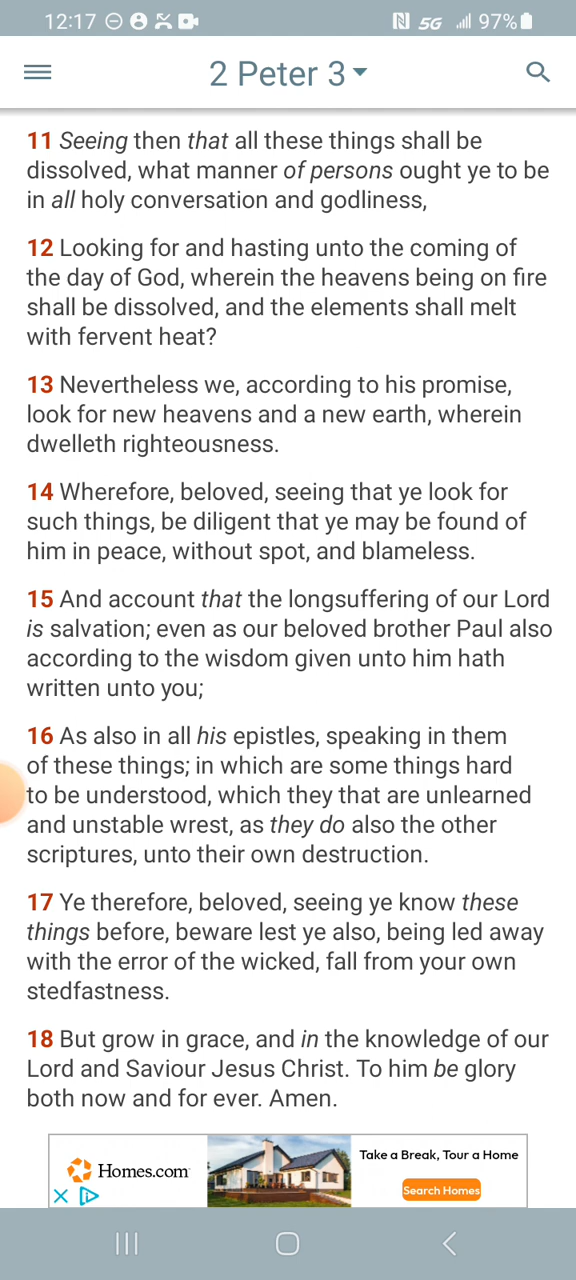 12:17
5G 97%
2 Peter 3
11 Seeing then that all these things shall be
dissolved, what manner of persons ought ye to be
in all holy conversation and godliness,
12 Looking for and hasting unto the coming of
the day of God, wherein the heavens being on fire
shall be dissolved, and the elements shall melt
with fervent heat?
13 Nevertheless we, according to his promise,
look for new heavens and a new earth, wherein
dwelleth righteousness.
14 Wherefore, beloved, seeing that ye look for
such things, be diligent that ye may be found of
him in peace, without spot, and blameless.
15 And account that the longsuffering of our Lord
is salvation; even as our beloved brother Paul also
according to the wisdom given unto him hath
written unto you;
16 As also in all his epistles, speaking in them
of these things; in which are some things hard
to be understood, which they that are unlearned
and unstable wrest, as they do also the other
scriptures, unto their own destruction.
17 Ye therefore, beloved, seeing ye know these
things before, beware lest ye also, being led away
with the error of the wicked, fall from your own
stedfastness.
18 But grow in grace, and in the knowledge of our
Lord and Saviour Jesus Christ. To him be glory
both now and for ever. Amen.
Homes.com
Take a Break, Tour a Home
Search Homes